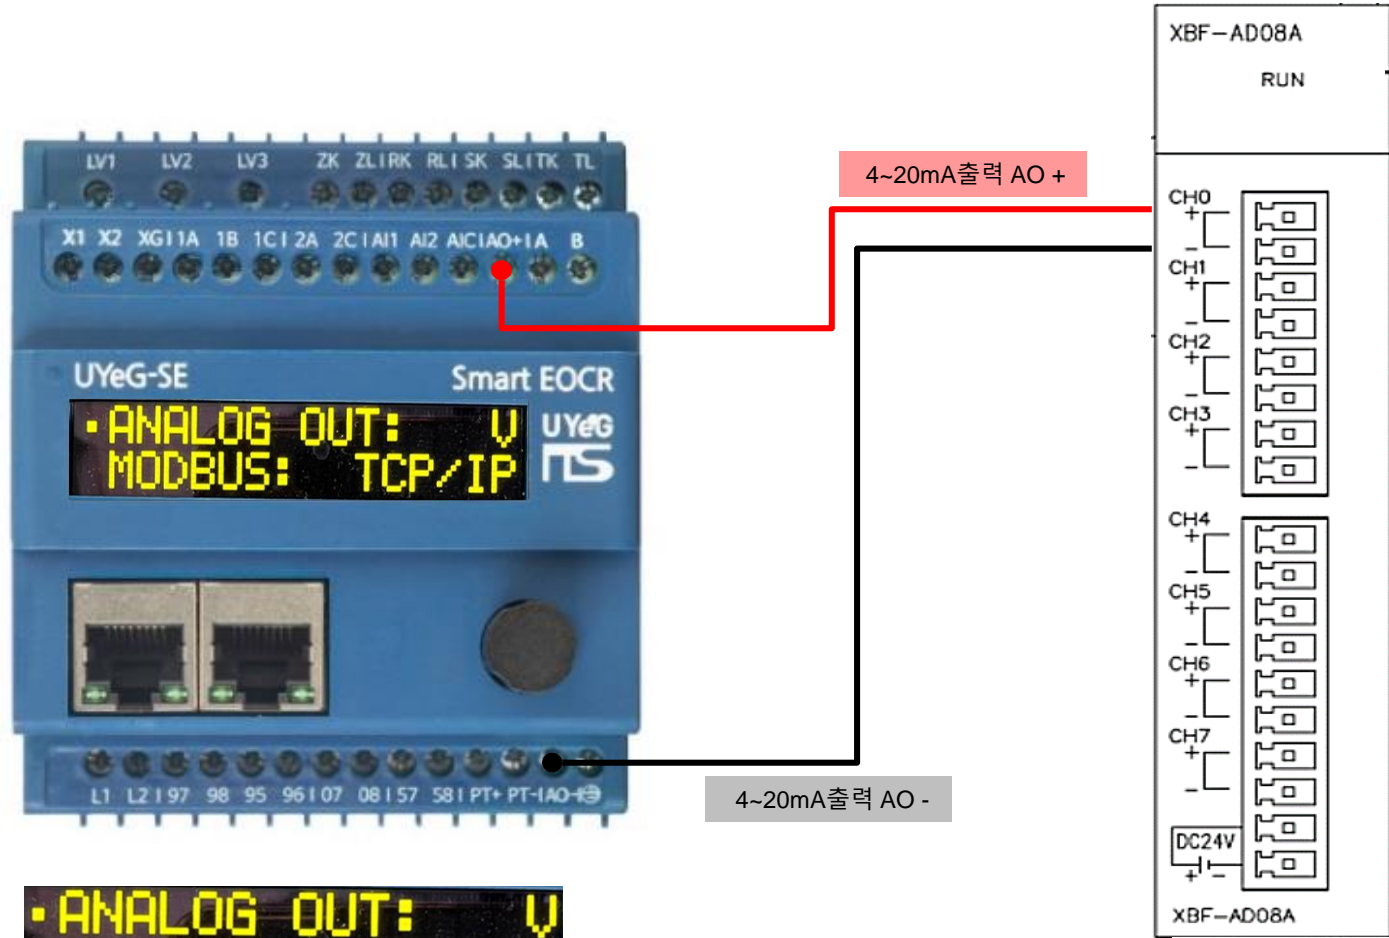 XBF-AD08A
RUN
LV1 LV2 LV3 ZK ZL RK RL SK SL TK TL
4~20mA출력 AO +
X1 X2 XG 1A 1B 1C 2A 2C AI1 AI2 AIC AO+ A B
UYeG-SE Smart EOCR
ANALOG OUT: V
MODBUS: TCP/IP
UYeG
L1 L2 97 98 95 96 07 08 57 58 PT+ PT- AO-
4~20mA출력 AO -
ANALOG OUT: V
CH0
+
-
CH1
+
-
CH2
+
-
CH3
+
-
CH4
+
-
CH5
+
-
CH6
+
-
CH7
+
-
DC24V
+ -
XBF-AD08A